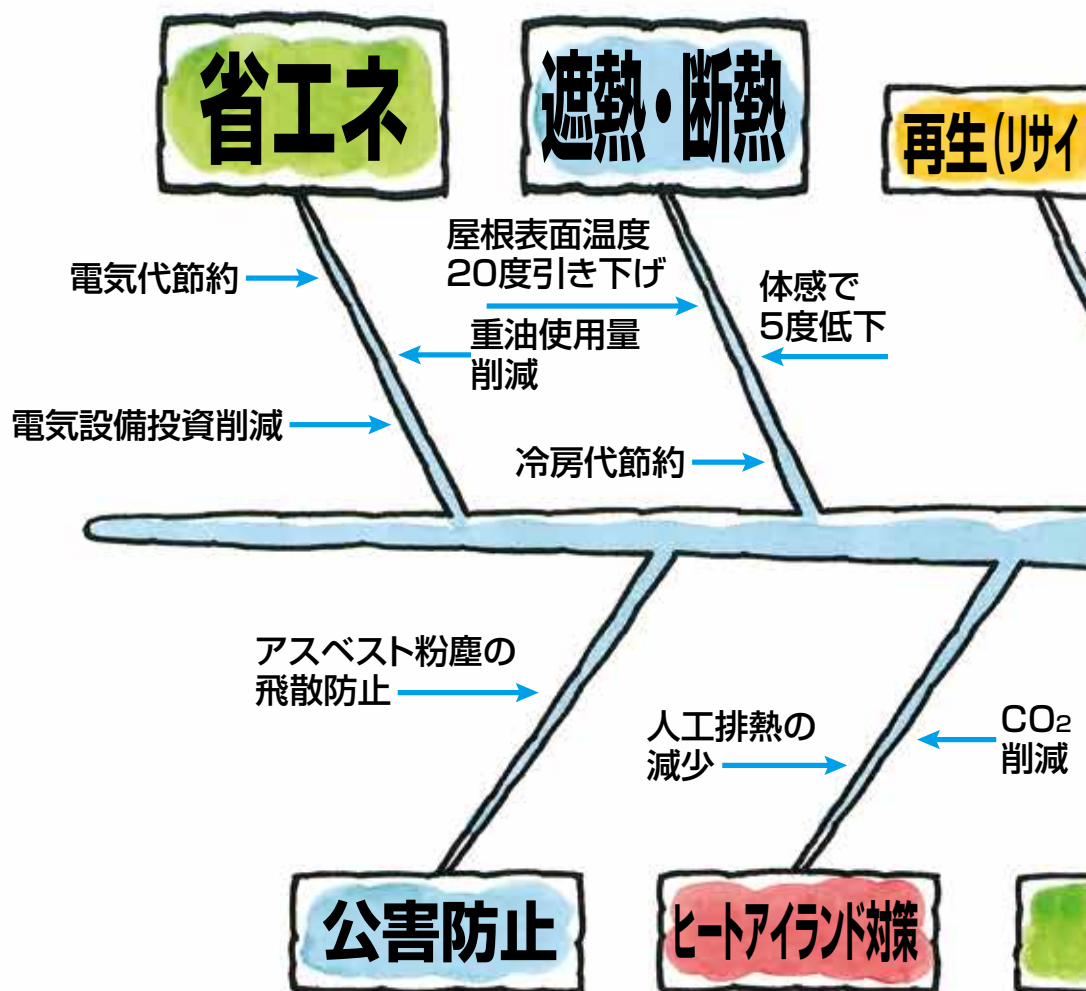 省エネ
遮熱・断熱
再生(リサイ
電気代節約
屋根表面温度
20度引き下げ
体感で
5度低下
重油使用量
削減
電気設備投資削減
冷房代節約
アスベスト粉塵の
飛散防止
人工排熱の
減少
CO2
削減
公害防止
ヒートアイランド対策